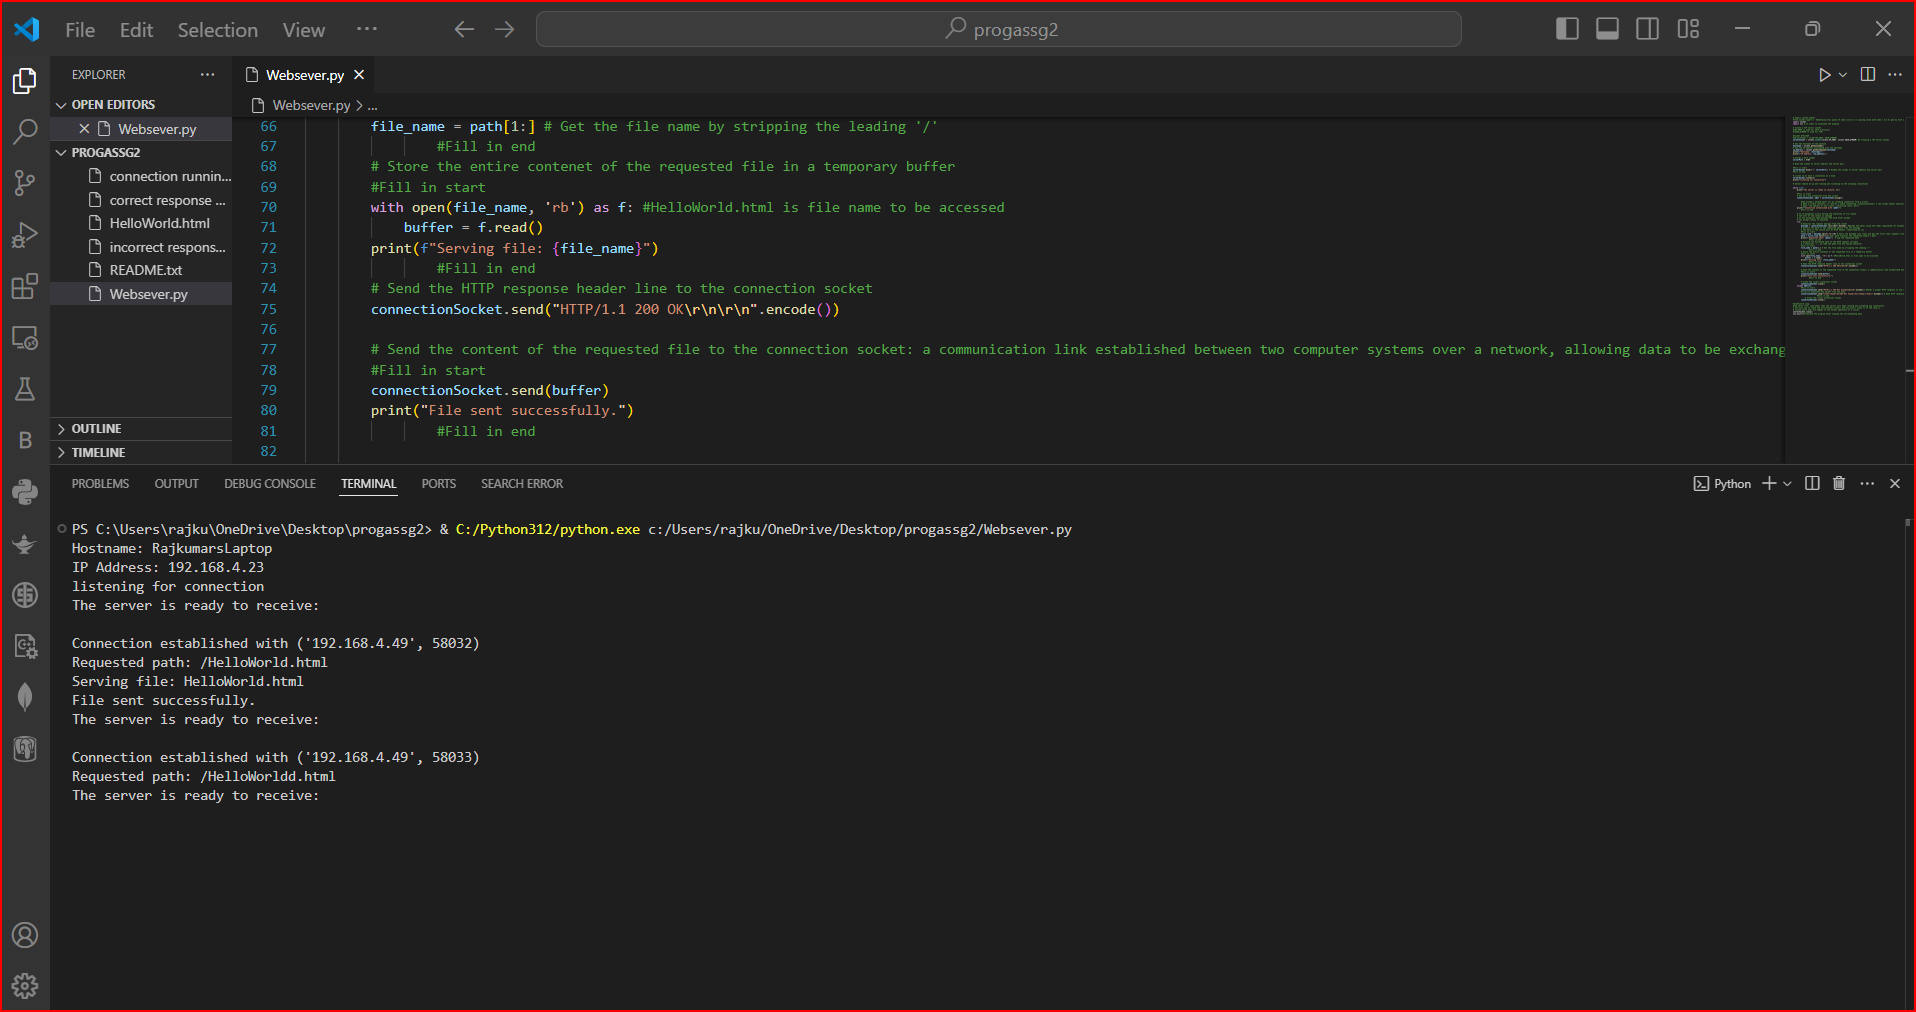 File Edit Selection View ··· progassg2
EXPLORER ···
OPEN EDITORS
Websever.py
PROGASSG2
connection runnin...
correct response ...
HelloWorld.html
incorrect respons...
README.txt
Websever.py
OUTLINE
TIMELINE
Websever.py
Websever.py > ...
66 file_name = path[1:] # Get the file name by stripping the leading '/'
67 #Fill in end
68 # Store the entire contenet of the requested file in a temporary buffer
69 #Fill in start
70 with open(file_name, 'rb') as f: #HelloWorld.html is file name to be accessed
71 buffer = f.read()
72 print(f"Serving file: {file_name}")
73 #Fill in end
74 # Send the HTTP response header line to the connection socket
75 connectionSocket.send("HTTP/1.1 200 OK\r\n\r\n".encode())
76
77 # Send the content of the requested file to the connection socket: a communication link established between two computer systems over a network, allowing data to be exchang
78 #Fill in start
79 connectionSocket.send(buffer)
80 print("File sent successfully.")
81 #Fill in end
82
PROBLEMS OUTPUT DEBUG CONSOLE TERMINAL PORTS SEARCH ERROR Python
PS C:\Users\rajku\OneDrive\Desktop\progassg2> & C:/Python312/python.exe c:/Users/rajku/OneDrive/Desktop/progassg2/Websever.py
Hostname: RajkumarsLaptop
IP Address: 192.168.4.23
listening for connection
The server is ready to receive:
Connection established with ('192.168.4.49', 58032)
Requested path: /HelloWorld.html
Serving file: HelloWorld.html
File sent successfully.
The server is ready to receive:
Connection established with ('192.168.4.49', 58033)
Requested path: /HelloWorldd.html
The server is ready to receive: